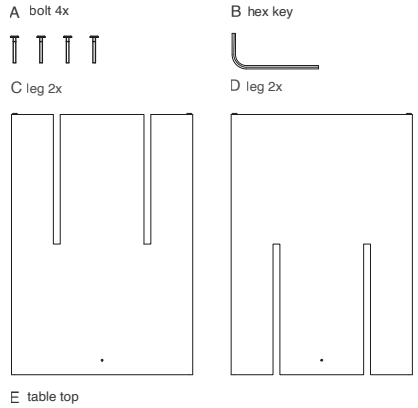 A bolt 4x
B hex key
C leg 2x
D leg 2x
E table top